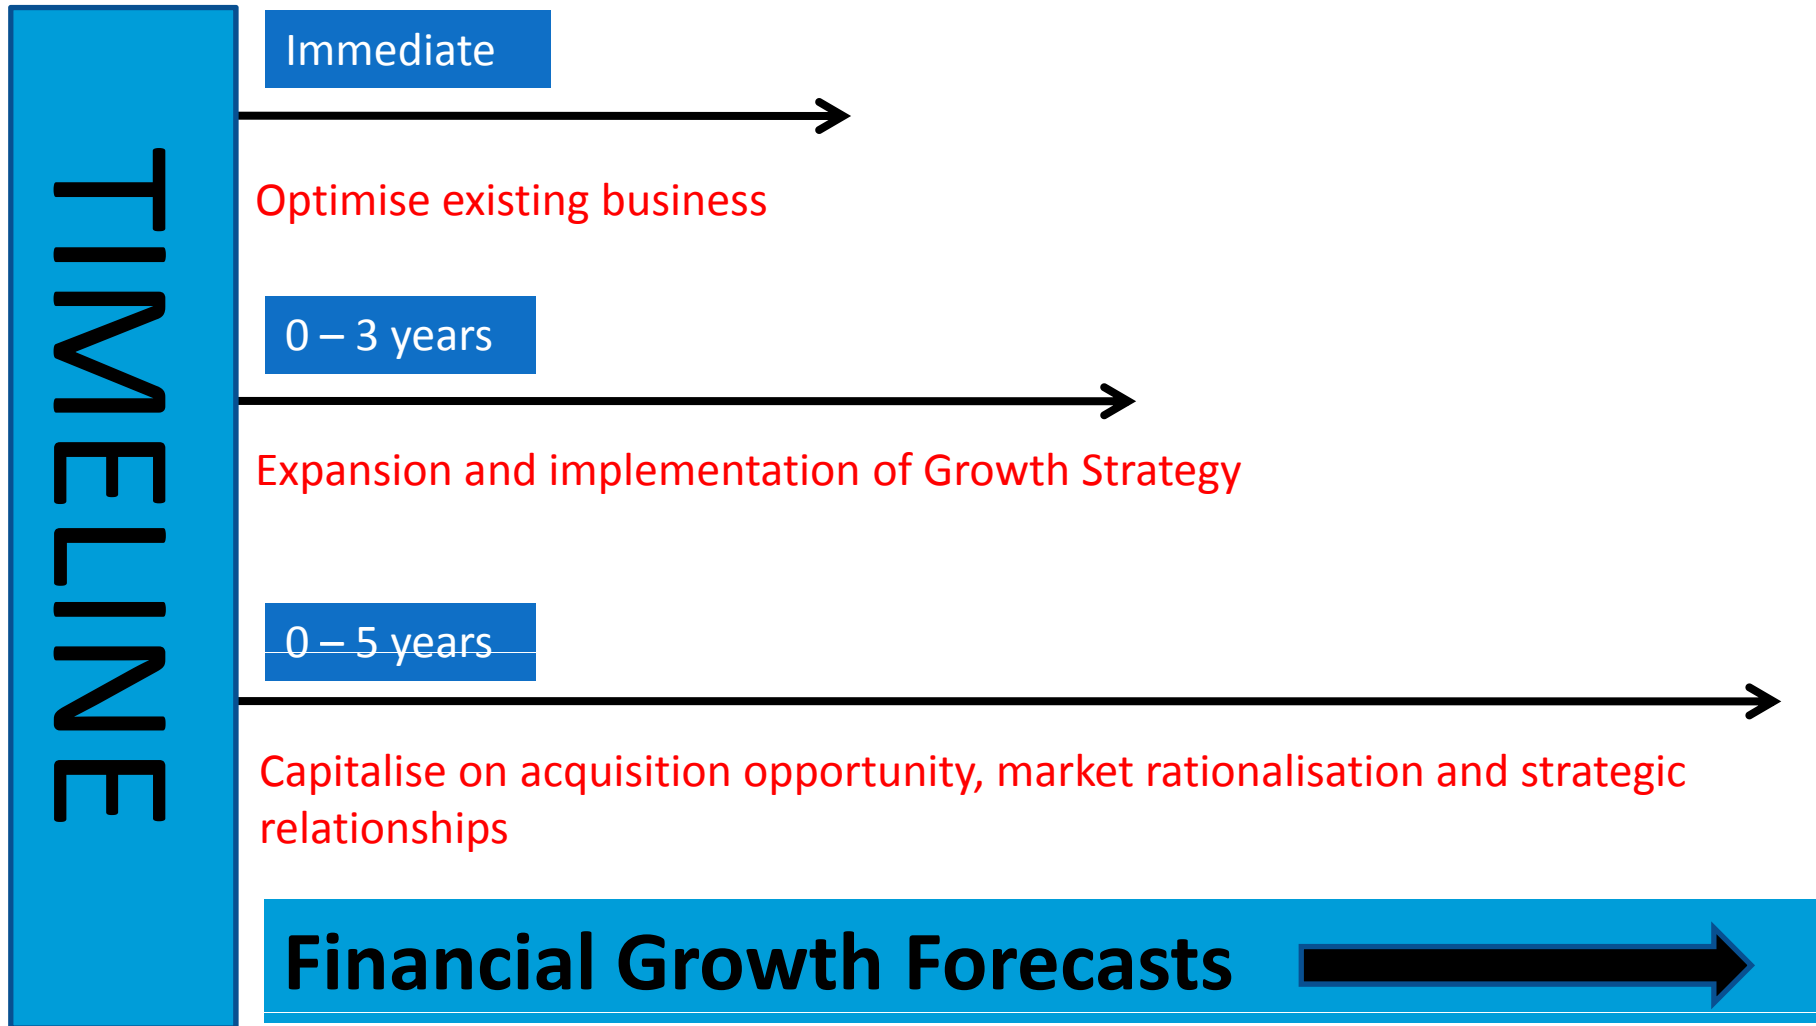 TIMELINE
Immediate
Optimise existing business
0 – 3 years
Expansion and implementation of Growth Strategy
0 – 5 years
Capitalise on acquisition opportunity, market rationalisation and strategic
relationships
Financial Growth Forecasts